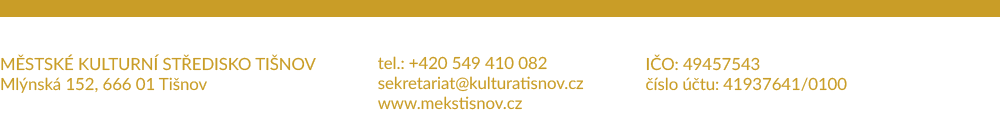 MĚSTSKÉ KULTURNÍ STŘEDISKO TIŠNOV
Mlýnská 152, 666 01 Tišnov
tel.: +420 549 410 082
sekretariat@kulturatisnov.cz
www.mekstisnov.cz
IČO: 49457543
číslo účtu: 41937641/0100